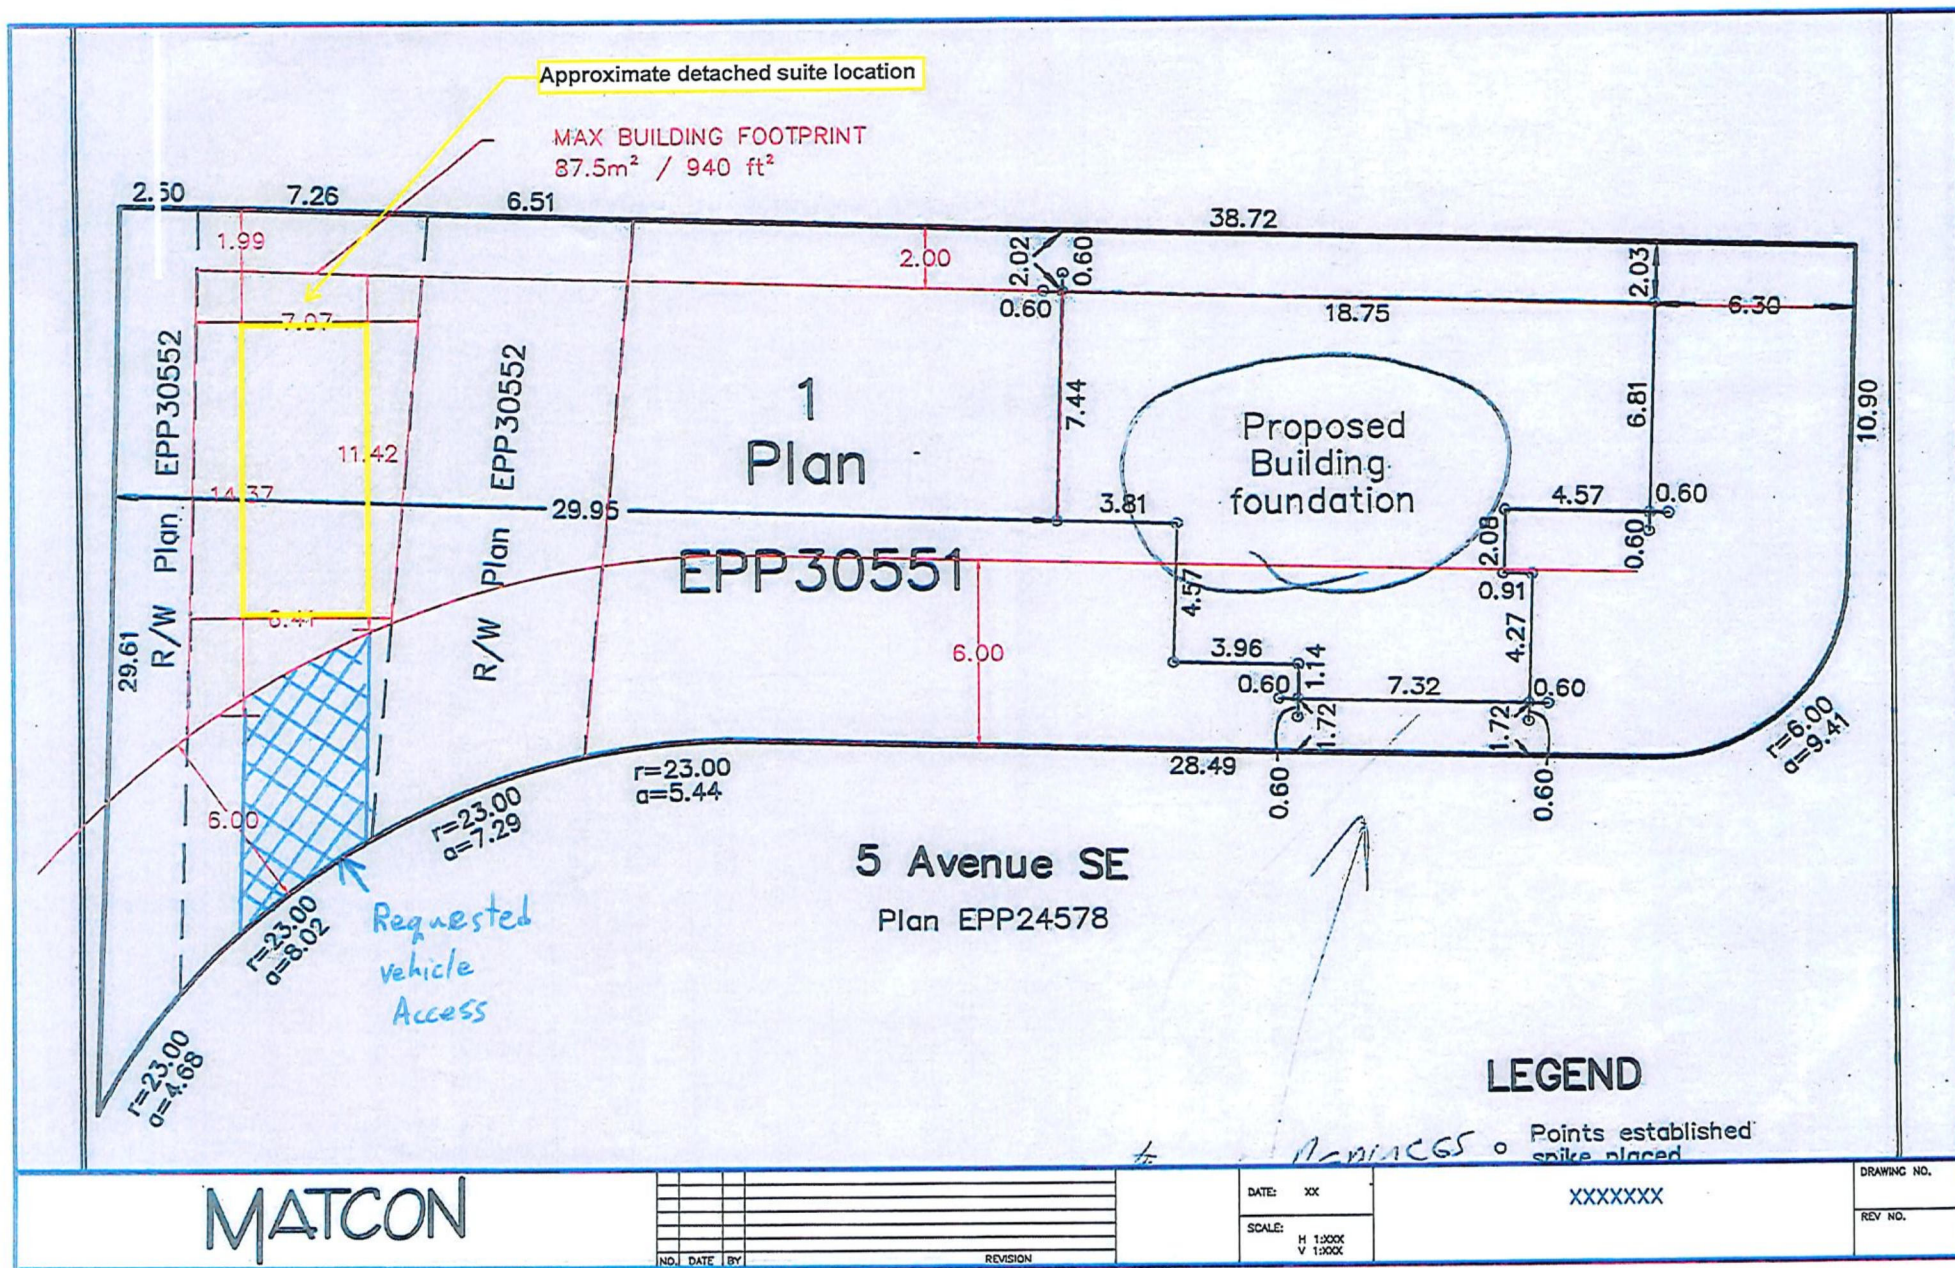 Approximate detached suite location
MAX BUILDING FOOTPRINT
87.5m² / 940 ft²
2.50
7.26
6.51
38.72
1.99
2.00
2.02
0.60
0.60
2.03
18.75
6.30
7.97
R/W Plan EPP30552
R/W Plan EPP30552
11.42
14.37
29.95
1
Plan
EPP30551
7.44
Proposed
Building
foundation
6.81
10.90
3.81
4.57
0.60
2.08
0.60
0.91
4.57
4.27
29.61
6.00
3.96
1.14
0.60
7.32
0.60
1.72
1.72
28.49
0.60
0.60
r=6.00
a=9.41
r=23.00
a=5.44
r=23.00
a=7.29
6.00
r=23.00
a=8.02
r=23.00
a=4.68
Requested
vehicle
Access
5 Avenue SE
Plan EPP24578
LEGEND
Points established
spike placed
MATCON
NO. DATE BY REVISION
DATE: XX
SCALE: H 1:XXX
V 1:XXX
XXXXXXX
DRAWING NO.
REV NO.